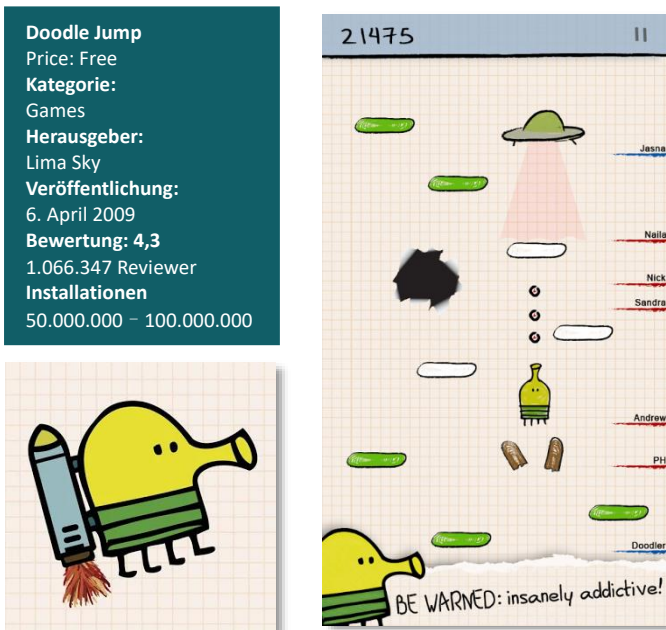 Doodle Jump
Price: Free
Kategorie:
Games
Herausgeber:
Lima Sky
Veröffentlichung:
6. April 2009
Bewertung: 4,3
1.066.347 Reviewer
Installationen
50.000.000 – 100.000.000
21475
Jasna
Naila
Nick
Sandra
Andrew
PH
Doodler
BE WARNED: insanely addictive!